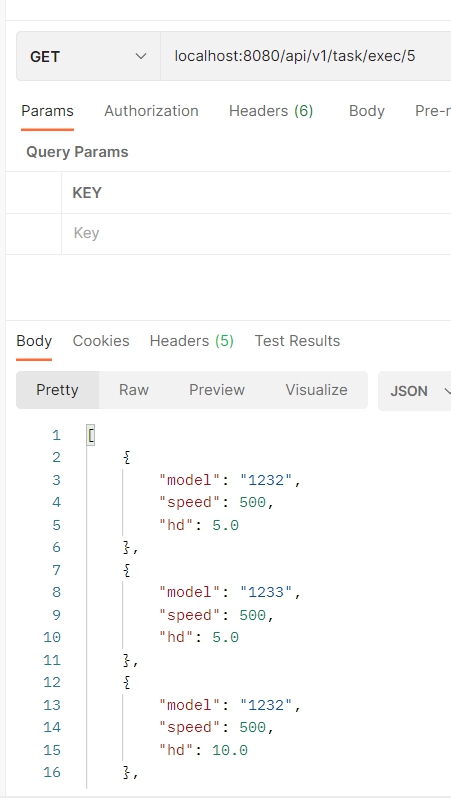 GET localhost:8080/api/v1/task/exec/5
Params Authorization Headers (6) Body Pre-r
Query Params
KEY
Key
Body Cookies Headers (5) Test Results
Pretty Raw Preview Visualize JSON
1 [
2 {
3 "model": "1232",
4 "speed": 500,
5 "hd": 5.0
6 },
7 {
8 "model": "1233",
9 "speed": 500,
10 "hd": 5.0
11 },
12 {
13 "model": "1232",
14 "speed": 500,
15 "hd": 10.0
16 },